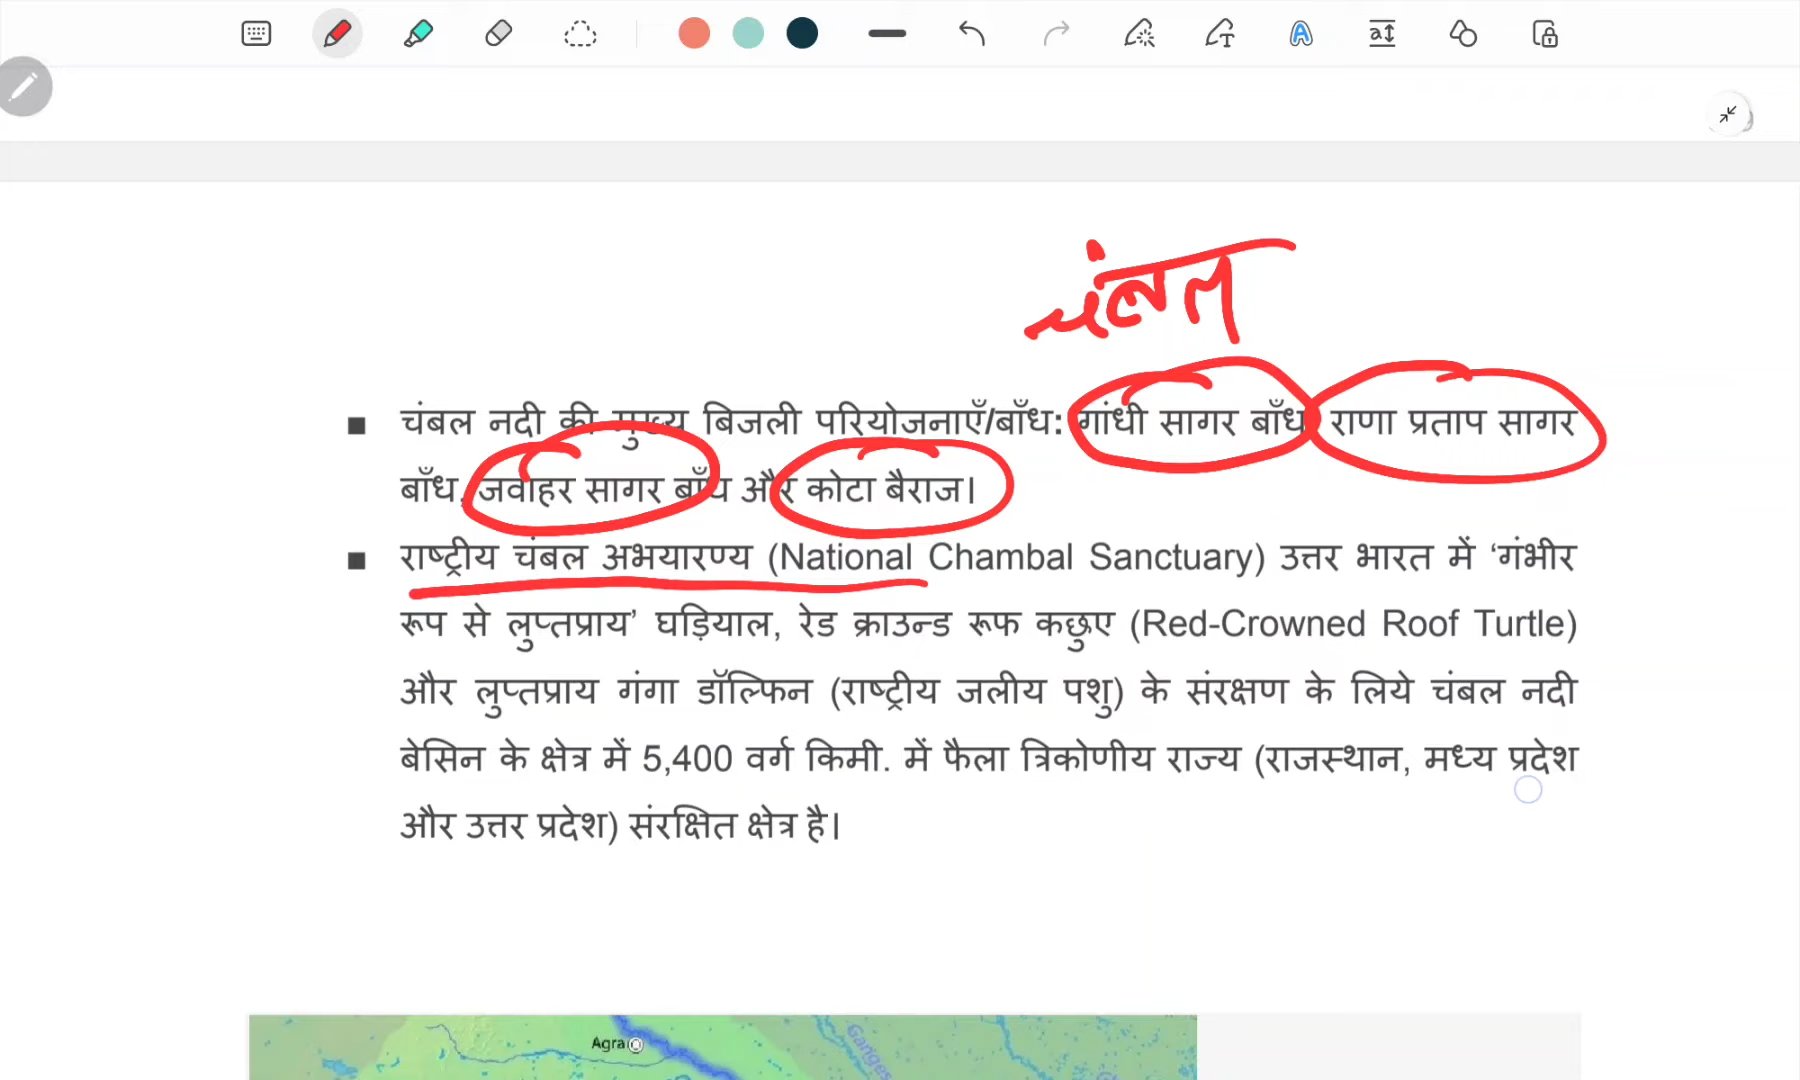 चंबल
■ चंबल नदी की मुख्य बिजली परियोजनाएँ/बाँध: गांधी सागर बाँध राणा प्रताप सागर
बाँध, जवाहर सागर बाँध और कोटा बैराज।
■ राष्ट्रीय चंबल अभयारण्य (National Chambal Sanctuary) उत्तर भारत में ‘गंभीर
रूप से लुप्तप्राय’ घड़ियाल, रेड क्राउन्ड रूफ कछुए (Red-Crowned Roof Turtle)
और लुप्तप्राय गंगा डॉल्फिन (राष्ट्रीय जलीय पशु) के संरक्षण के लिये चंबल नदी
बेसिन के क्षेत्र में 5,400 वर्ग किमी. में फैला त्रिकोणीय राज्य (राजस्थान, मध्य प्रदेश
और उत्तर प्रदेश) संरक्षित क्षेत्र है।
Agra
Ganges